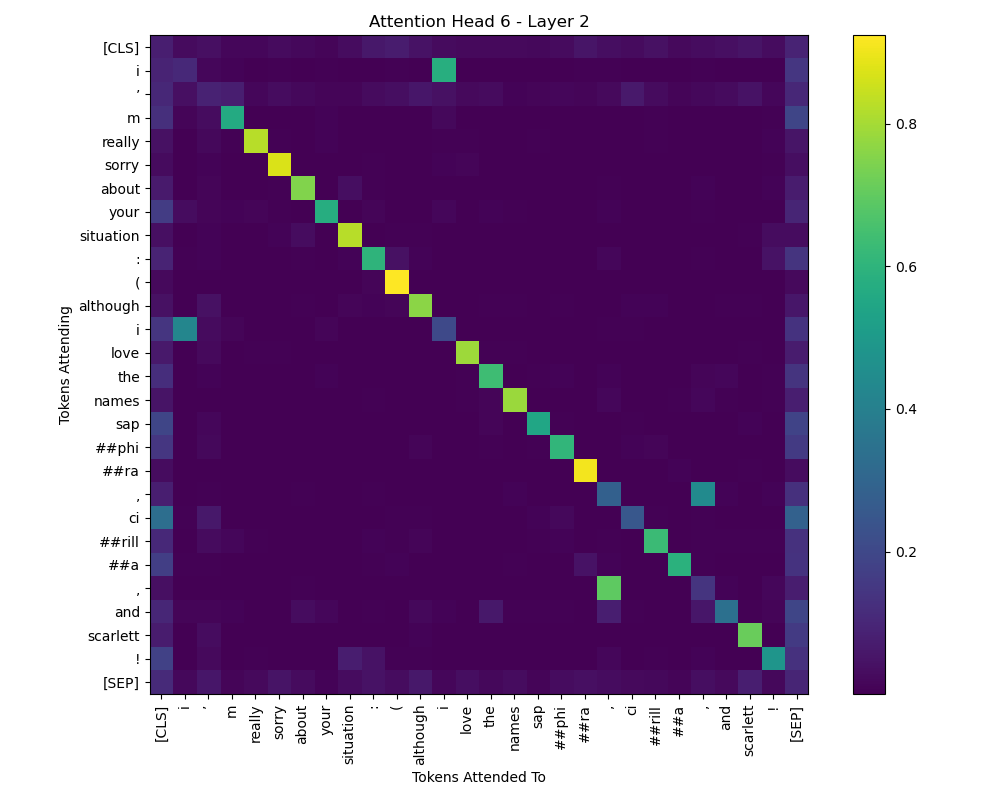 Attention Head 6 - Layer 2
[CLS]
i
’
m
really
sorry
about
your
situation
:
(
although
i
love
the
names
sap
##phi
##ra
,
ci
##rill
##a
,
and
scarlett
!
[SEP]
Tokens Attending
[CLS]
i
’
m
really
sorry
about
your
situation
:
(
although
i
love
the
names
sap
##phi
##ra
,
ci
##rill
##a
,
and
scarlett
!
[SEP]
Tokens Attended To
0.8
0.6
0.4
0.2